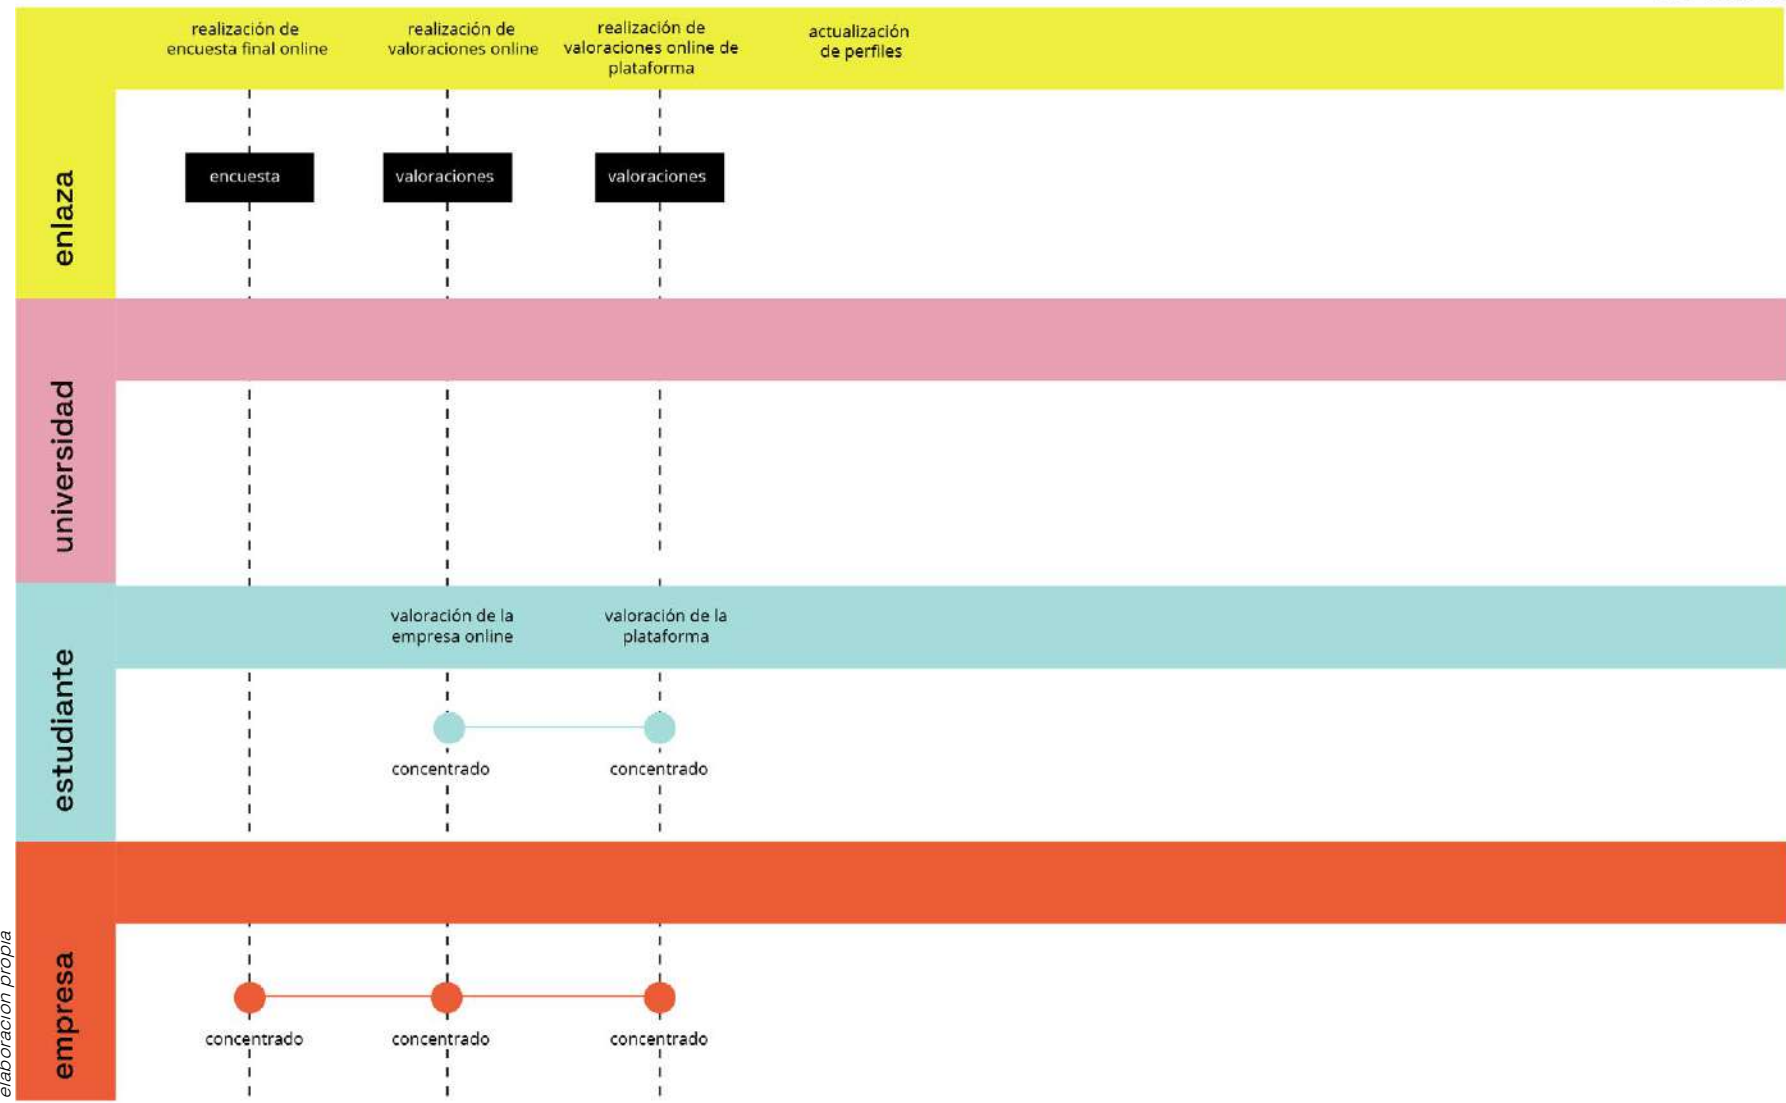 realización de
encuesta final online
realización de
valoraciones online
realización de
valoraciones online de
plataforma
actualización
de perfiles
enlaza
encuesta
valoraciones
valoraciones
universidad
estudiante
valoración de la
empresa online
valoración de la
plataforma
concentrado
concentrado
empresa
concentrado
concentrado
concentrado
elaboracion propia